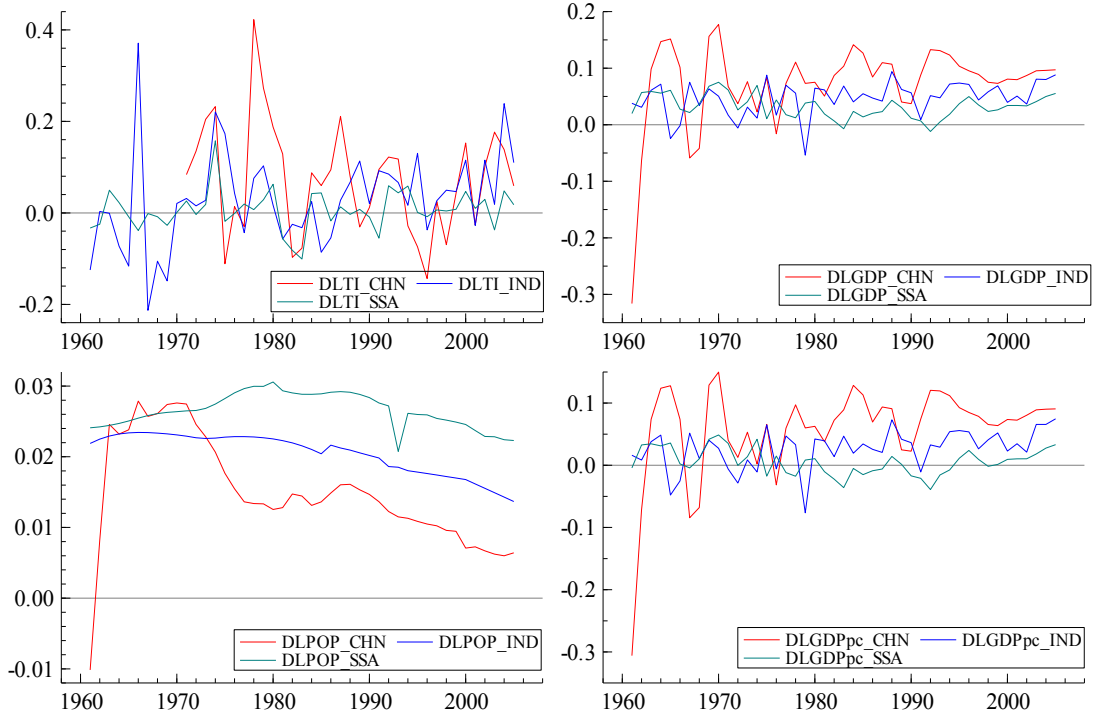 0.4
0.2
0.0
-0.2
DLTI_CHN DLTI_IND
DLTI_SSA
1960 1970 1980 1990 2000
0.2
0.1
0.0
-0.1
-0.2
-0.3
DLGDP_CHN DLGDP_IND
DLGDP_SSA
1960 1970 1980 1990 2000
0.03
0.02
0.01
0.00
-0.01
DLPOP_CHN DLPOP_IND
DLPOP_SSA
1960 1970 1980 1990 2000
0.1
0.0
-0.1
-0.2
-0.3
DLGDPpc_CHN DLGDPpc_IND
DLGDPpc_SSA
1960 1970 1980 1990 2000